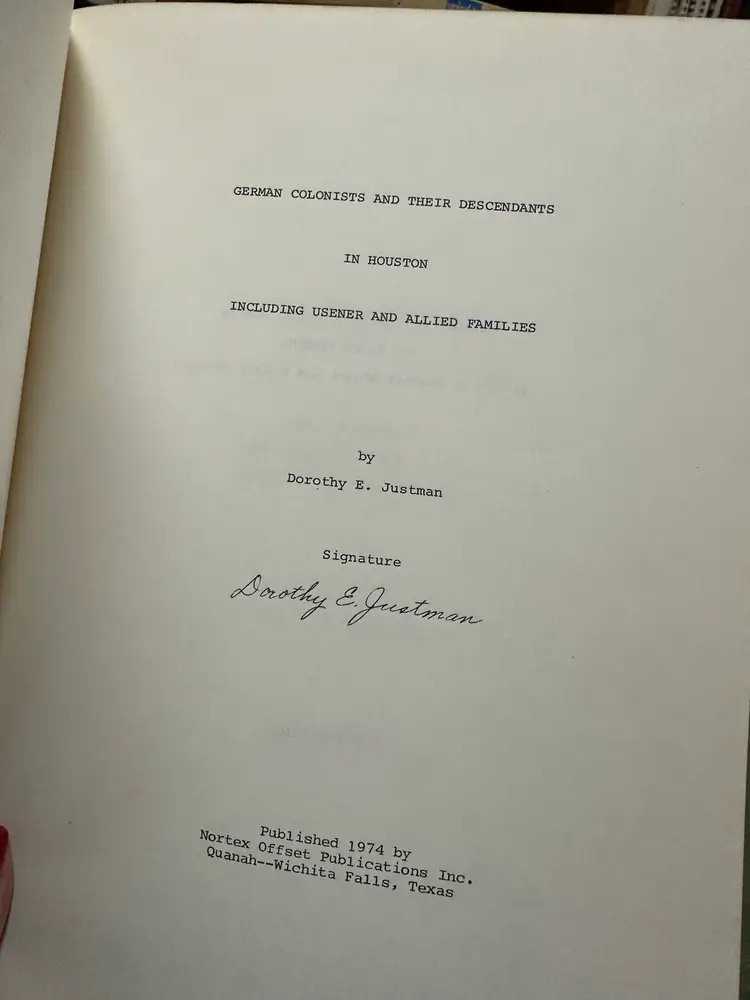 GERMAN COLONISTS AND THEIR DESCENDANTS
IN HOUSTON
INCLUDING USENER AND ALLIED FAMILIES
by
Dorothy E. Justman
Signature
Dorothy E. Justman
Published 1974 by
Nortex Offset Publications Inc.
Quanah--Wichita Falls, Texas